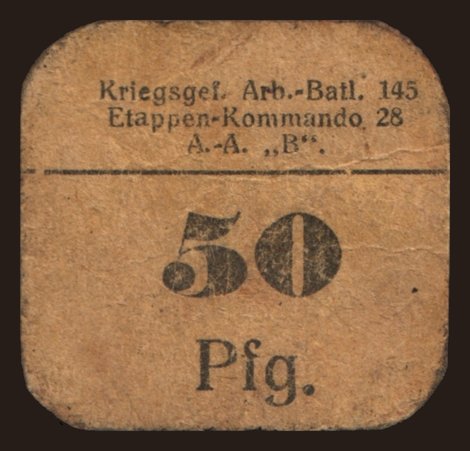 Kriegsgef. Arb.-Batl. 145
Etappen-Kommando 28
A.-A. „B“.
50
Pfg.